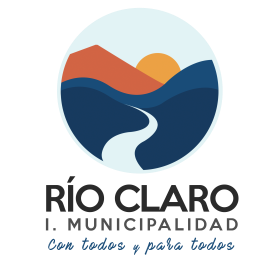 RÍO CLARO
I. MUNICIPALIDAD
Con todos y para todos